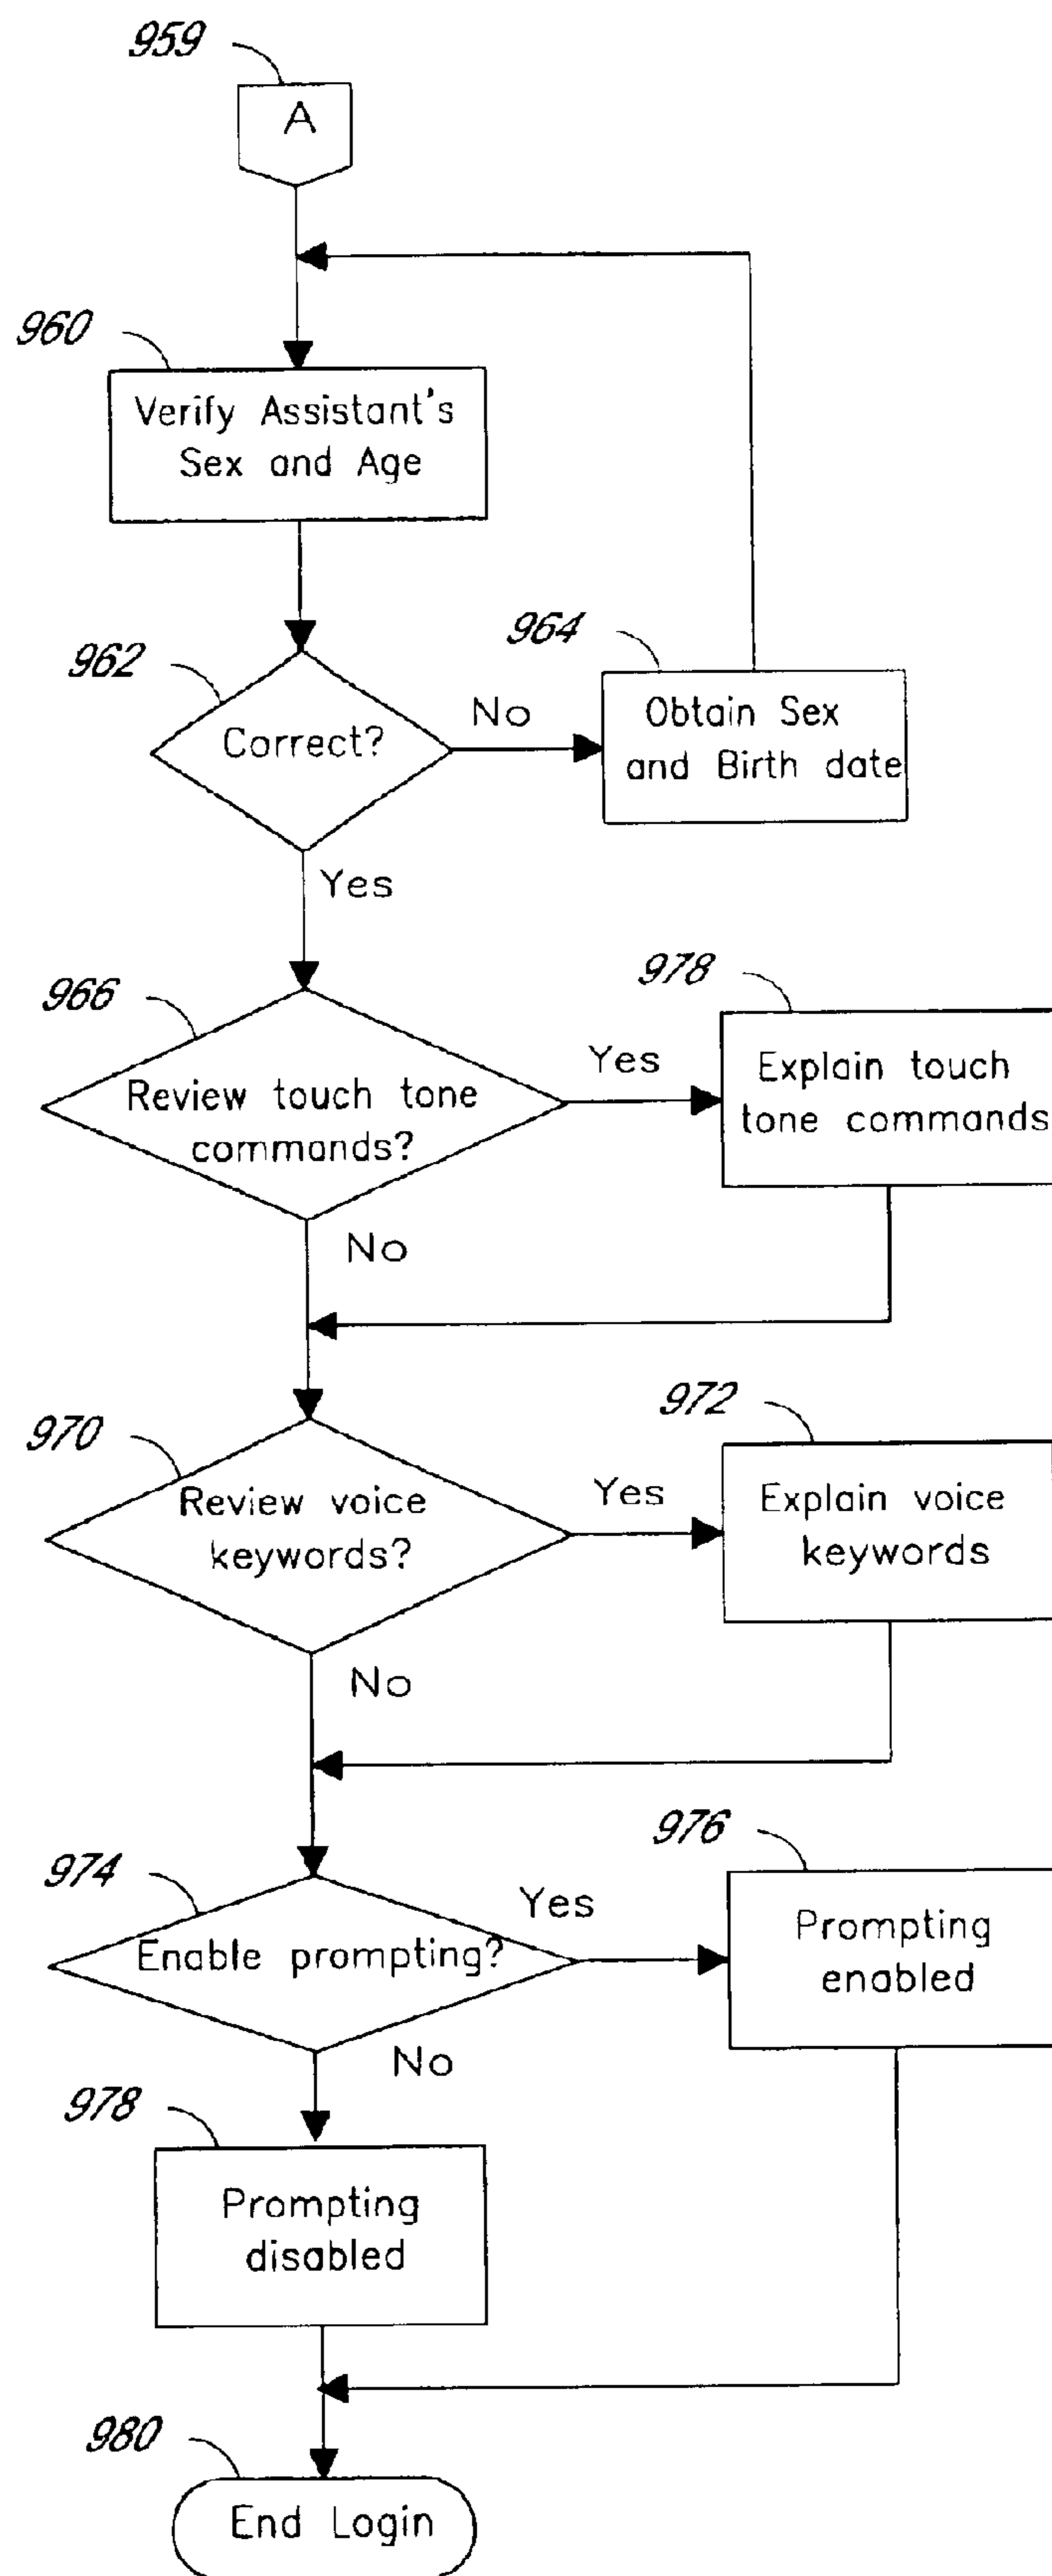 959
A
960
Verify Assistant's
Sex and Age
962
Correct?
No
964
Obtain Sex
and Birth date
Yes
966
Review touch tone
commands?
Yes
978
Explain touch
tone commands
No
970
Review voice
keywords?
Yes
972
Explain voice
keywords
No
974
Enable prompting?
Yes
976
Prompting
enabled
No
978
Prompting
disabled
980
End Login